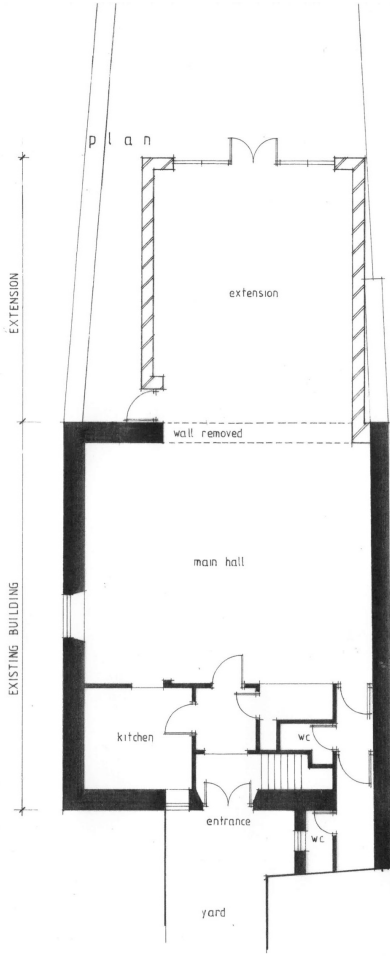 plan
EXTENSION
extension
wall removed
main hall
EXISTING BUILDING
kitchen
wc
entrance
wc
yard